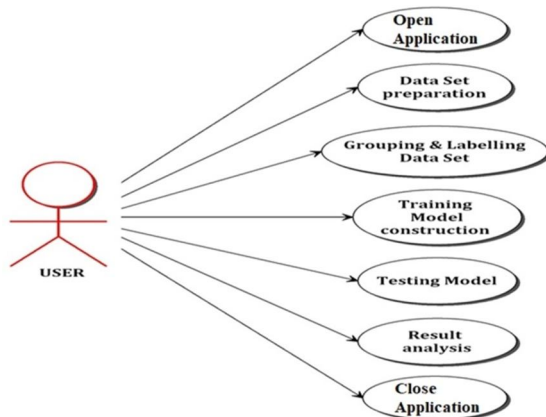 Open
Application
Data Set
preparation
Grouping & Labelling
Data Set
Training
Model
construction
USER
Testing Model
Result
analysis
Close
Application